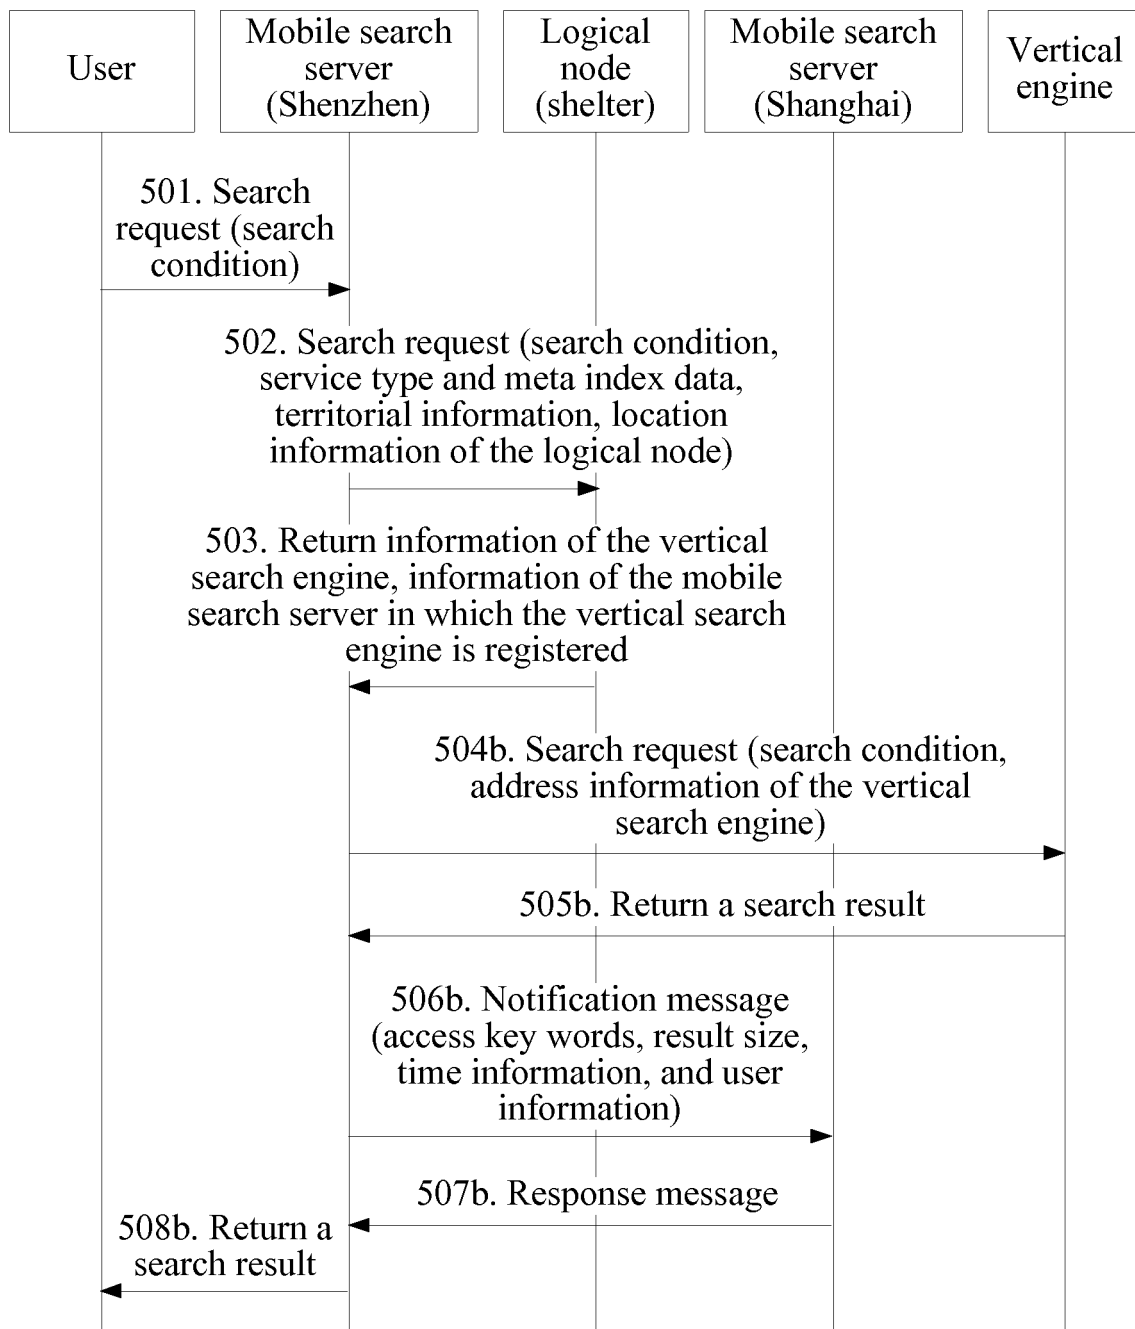 User
Mobile search
server
(Shenzhen)
Logical
node
(shelter)
Mobile search
server
(Shanghai)
Vertical
engine
501. Search
request (search
condition)
502. Search request (search condition,
service type and meta index data,
territorial information, location
information of the logical node)
503. Return information of the vertical
search engine, information of the mobile
search server in which the vertical search
engine is registered
504b. Search request (search condition,
address information of the vertical
search engine)
505b. Return a search result
506b. Notification message
(access key words, result size,
time information, and user
information)
507b. Response message
508b. Return a
search result